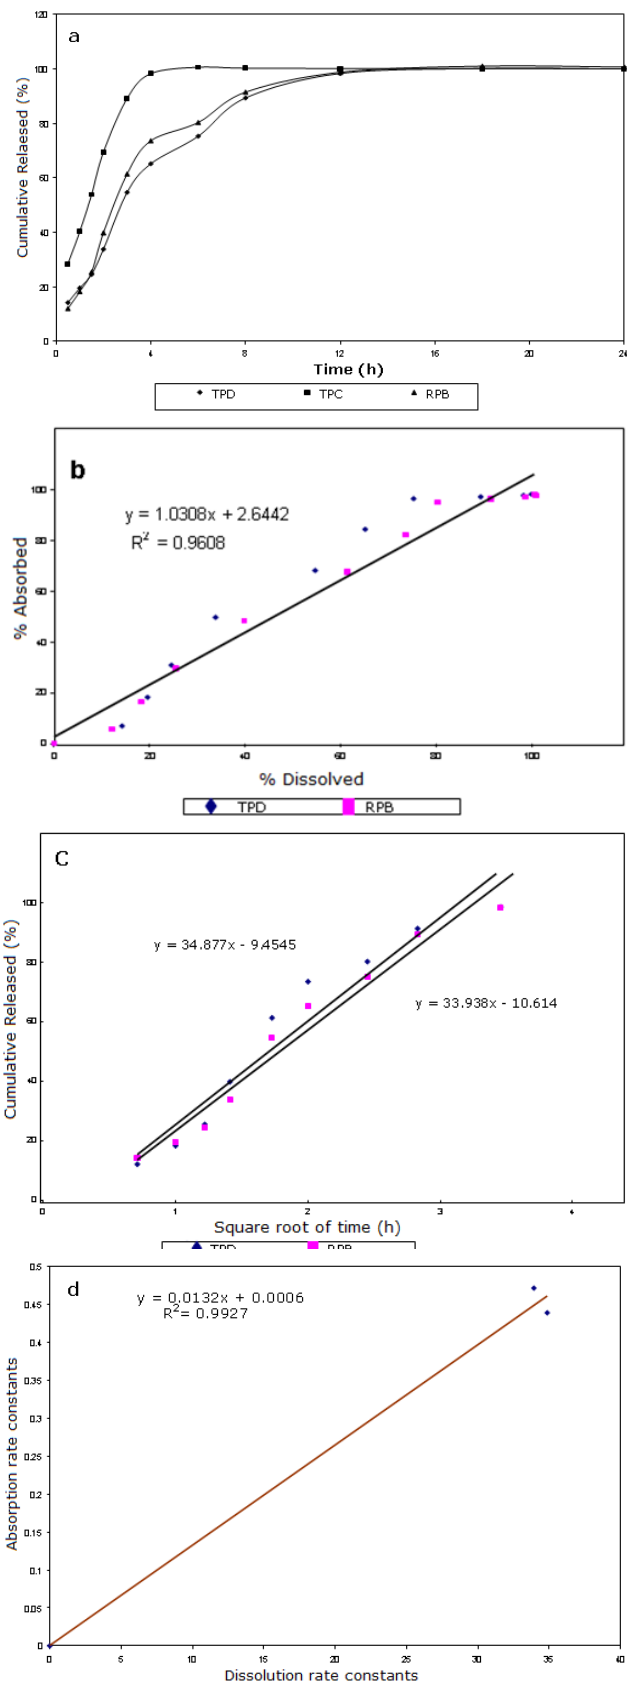 a
Cumulative Relaesed (%)
120
100
80
60
40
20
0
0 4 8 12 16 20 24
Time (h)
TPD TPC RPB
b
y = 1.0308x + 2.6442
R² = 0.9608
% Absorbed
100
80
60
40
20
0
0 20 40 60 80 100
% Dissolved
TPD RPB
C
y = 34.877x - 9.4545
y = 33.938x - 10.614
Cumulative Released (%)
100
80
60
40
20
0
0 1 2 3 4
Square root of time (h)
TPD RPB
d
y = 0.0132x + 0.0006
R² = 0.9927
Absorption rate constants
0.5
0.45
0.4
0.35
0.3
0.25
0.2
0.15
0.1
0.05
0
0 5 10 15 20 25 30 35 40
Dissolution rate constants